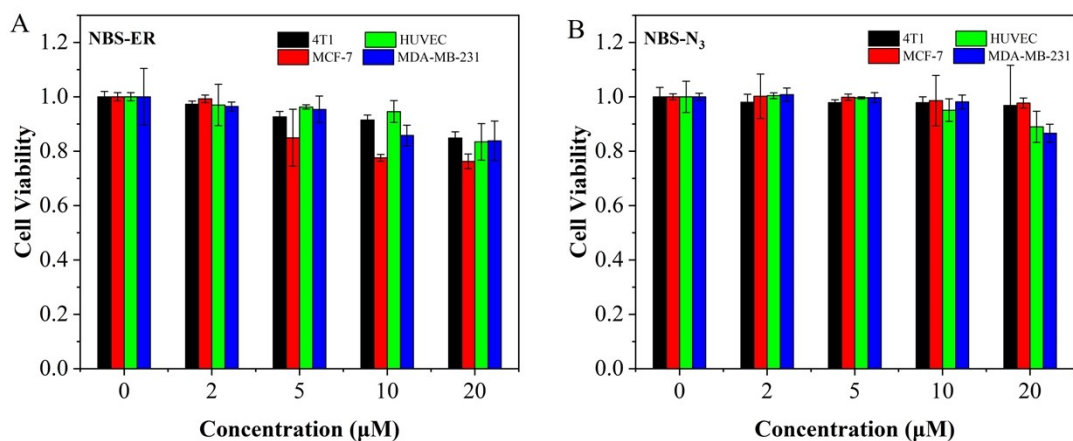 A
NBS-ER
4T1
HUVEC
MCF-7
MDA-MB-231
1.2
1.0
0.8
0.6
0.4
0.2
0.0
Cell Viability
0 2 5 10 20
Concentration (μM)
B
NBS-N₃
4T1
HUVEC
MCF-7
MDA-MB-231
1.2
1.0
0.8
0.6
0.4
0.2
0.0
Cell Viability
0 2 5 10 20
Concentration (μM)